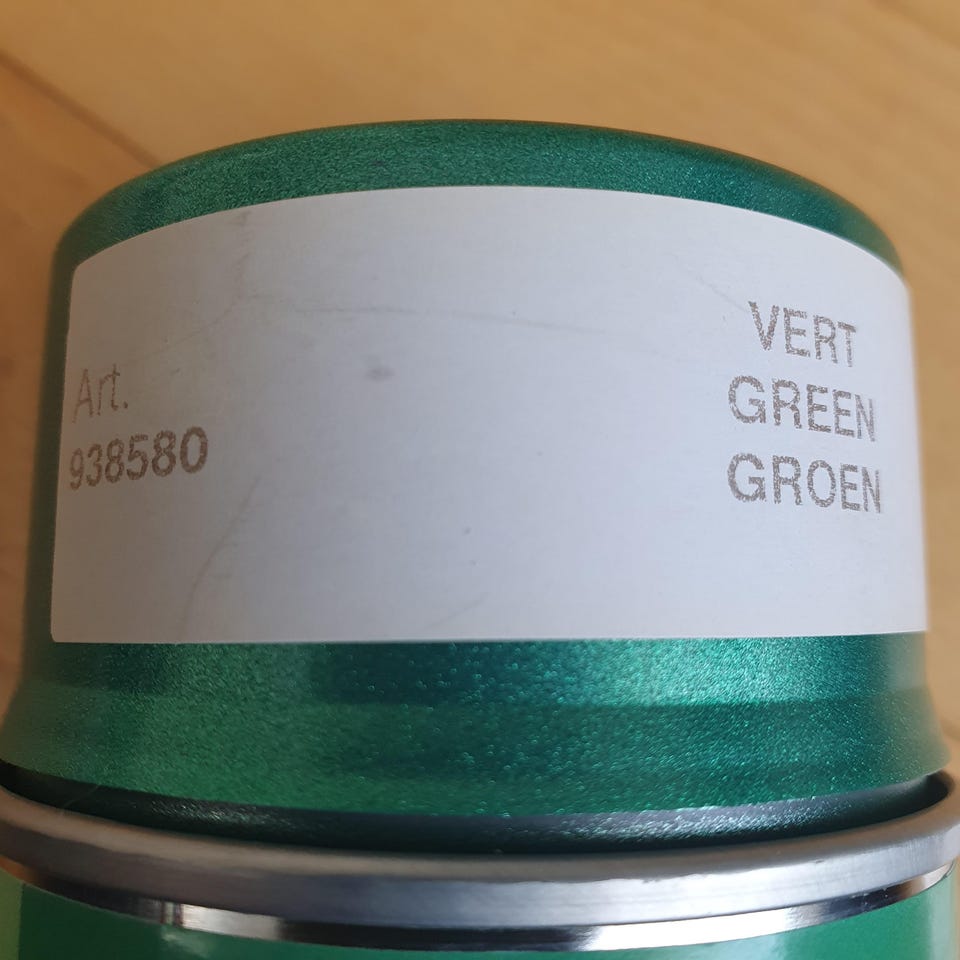 Art.
938580
VERT
GREEN
GROEN